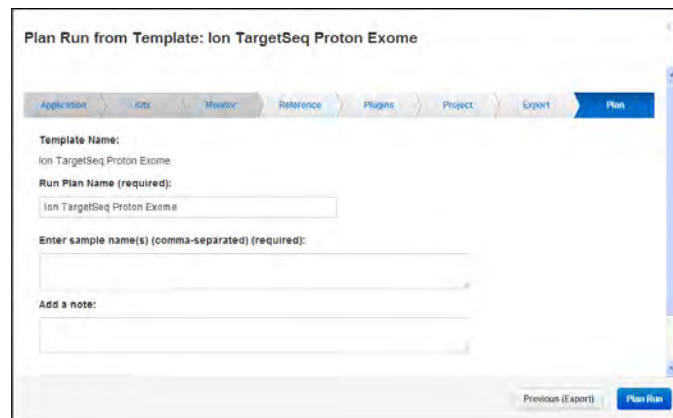 Plan Run from Template: Ion TargetSeq Proton Exome
Application Kits Monitor Reference Plugins Project Export Plan
Template Name:
Ion TargetSeq Proton Exome
Run Plan Name (required):
Ion TargetSeq Proton Exome
Enter sample name(s) (comma-separated) (required):
Add a note:
Previous (Export) Plan Run